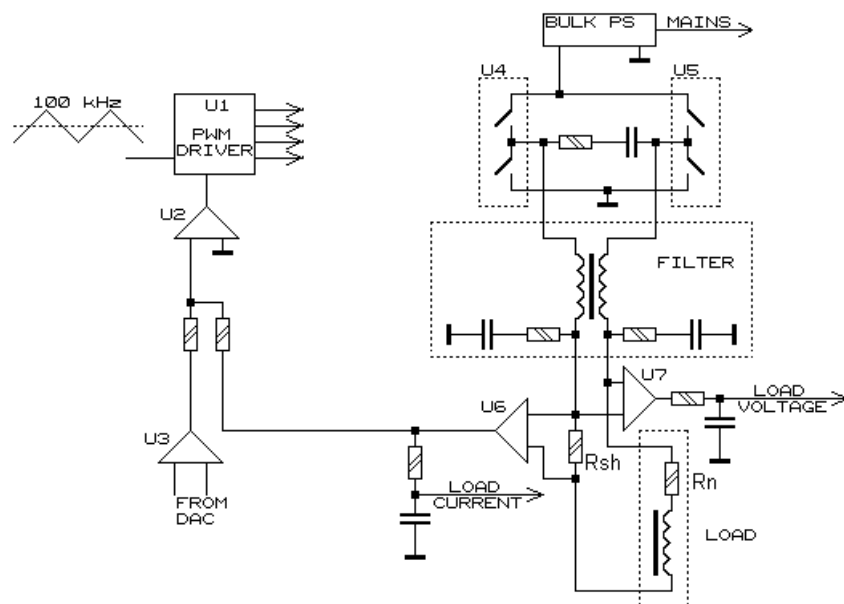 BULK PS
MAINS
U4
U5
100 kHz
U1
PWM
DRIVER
U2
FILTER
U7
LOAD
VOLTAGE
U6
U3
Rsh
Rn
FROM
DAC
LOAD
CURRENT
LOAD